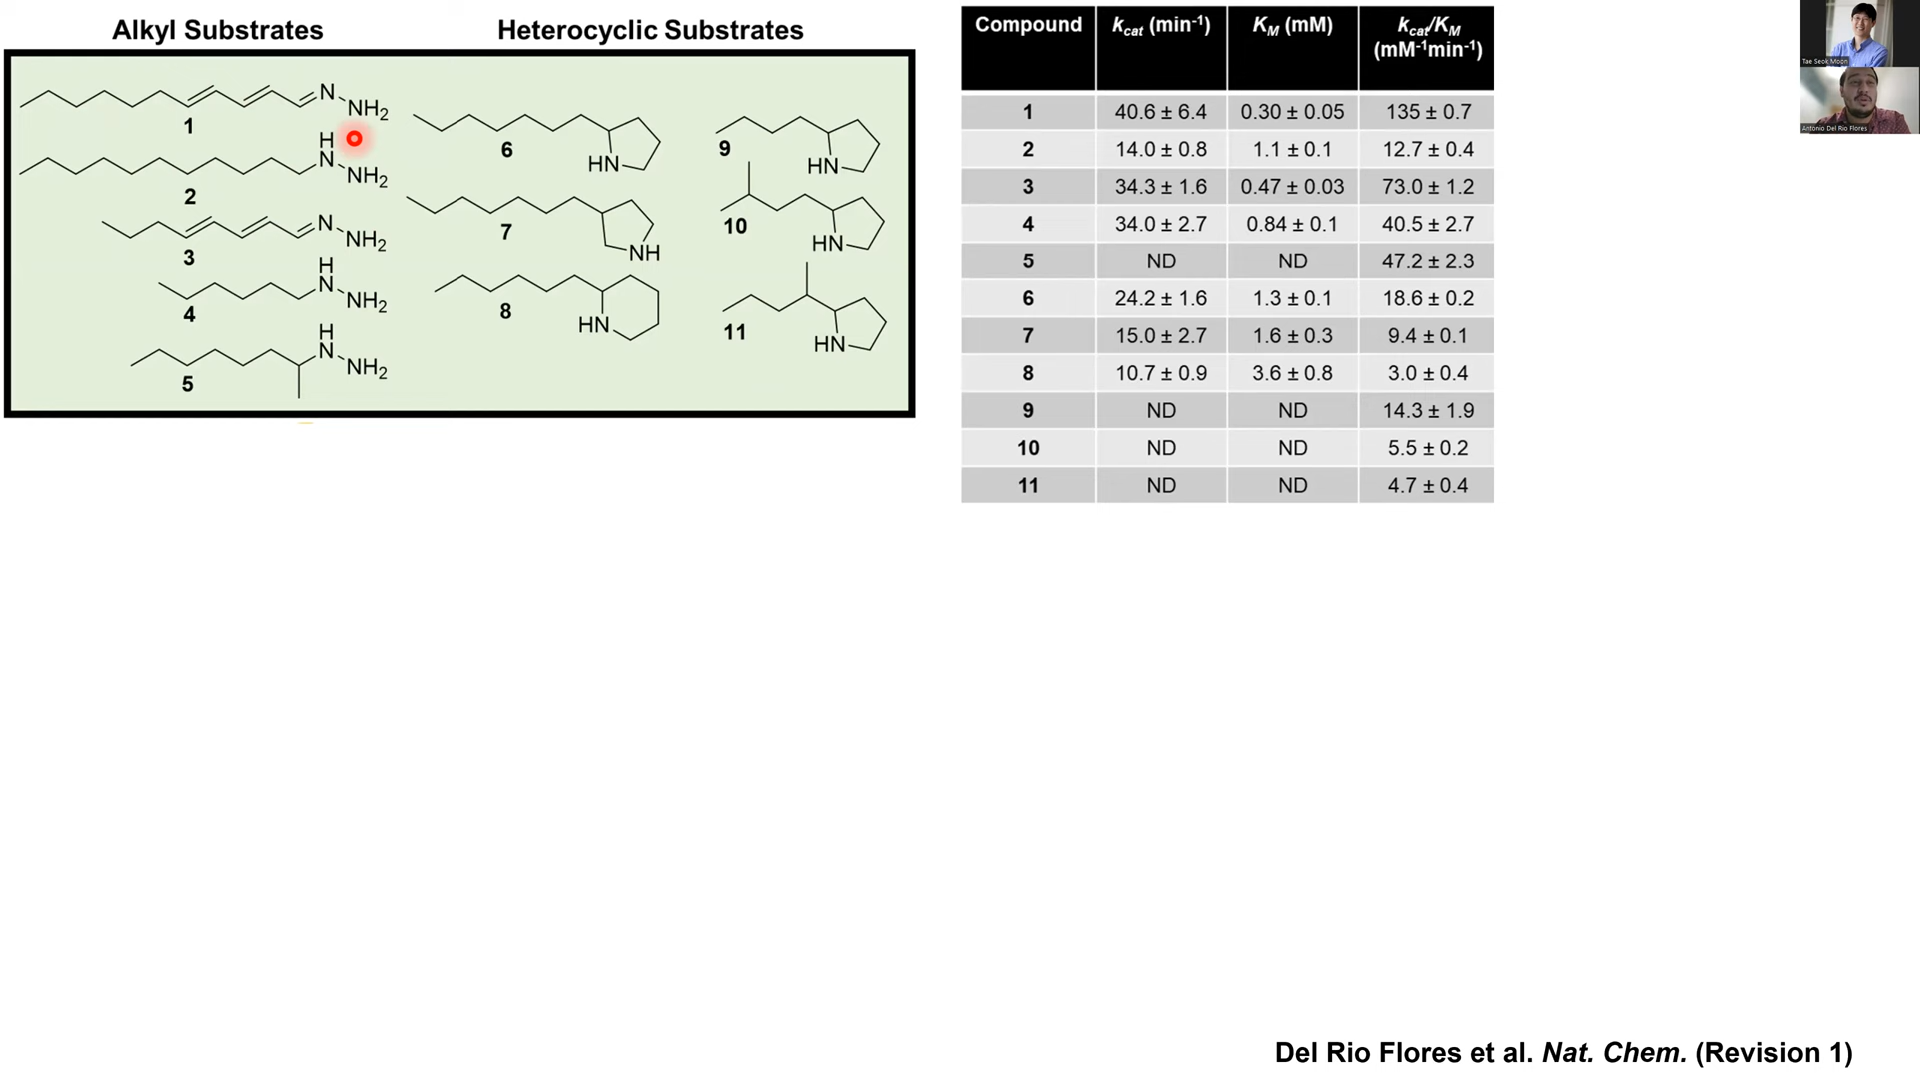 Alkyl Substrates
Heterocyclic Substrates
N
NH2
1
H
N
NH2
2
N
NH2
3
H
N
NH2
4
H
N
NH2
5
HN
6
NH
7
HN
8
HN
9
HN
10
HN
11
Compound kcat (min-1) KM (mM) kcat/KM (mM-1min-1)
1 40.6 ± 6.4 0.30 ± 0.05 135 ± 0.7
2 14.0 ± 0.8 1.1 ± 0.1 12.7 ± 0.4
3 34.3 ± 1.6 0.47 ± 0.03 73.0 ± 1.2
4 34.0 ± 2.7 0.84 ± 0.1 40.5 ± 2.7
5 ND ND 47.2 ± 2.3
6 24.2 ± 1.6 1.3 ± 0.1 18.6 ± 0.2
7 15.0 ± 2.7 1.6 ± 0.3 9.4 ± 0.1
8 10.7 ± 0.9 3.6 ± 0.8 3.0 ± 0.4
9 ND ND 14.3 ± 1.9
10 ND ND 5.5 ± 0.2
11 ND ND 4.7 ± 0.4
Tae Seok Moon
Antonio Del Rio Flores
Del Rio Flores et al. Nat. Chem. (Revision 1)